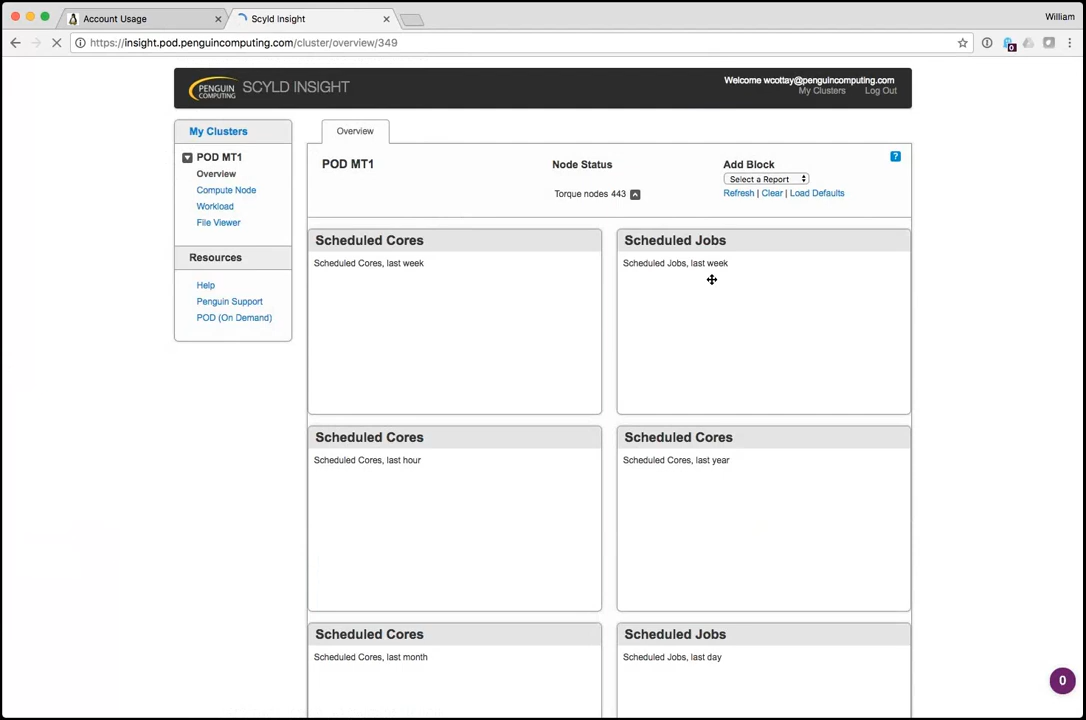 Account Usage
Scyld Insight
William
https://insight.pod.penguincomputing.com/cluster/overview/349
0
PENGUIN
COMPUTING
SCYLD INSIGHT
Welcome wcottay@penguincomputing.com
My Clusters
Log Out
My Clusters
POD MT1
Overview
Compute Node
Workload
File Viewer
Resources
Help
Penguin Support
POD (On Demand)
Overview
POD MT1
Node Status
Torque nodes 443
Add Block
Select a Report
Refresh | Clear | Load Defaults
?
Scheduled Cores
Scheduled Cores, last week
Scheduled Jobs
Scheduled Jobs, last week
Scheduled Cores
Scheduled Cores, last hour
Scheduled Cores
Scheduled Cores, last year
Scheduled Cores
Scheduled Cores, last month
Scheduled Jobs
Scheduled Jobs, last day
0